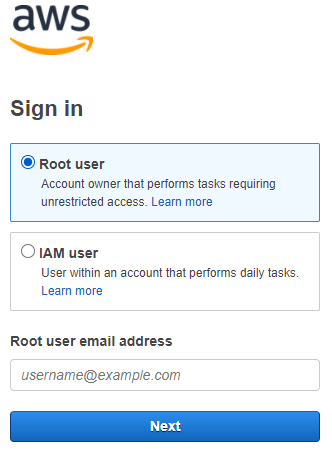 aws
Sign in
Root user
Account owner that performs tasks requiring
unrestricted access. Learn more
IAM user
User within an account that performs daily tasks.
Learn more
Root user email address
username@example.com
Next